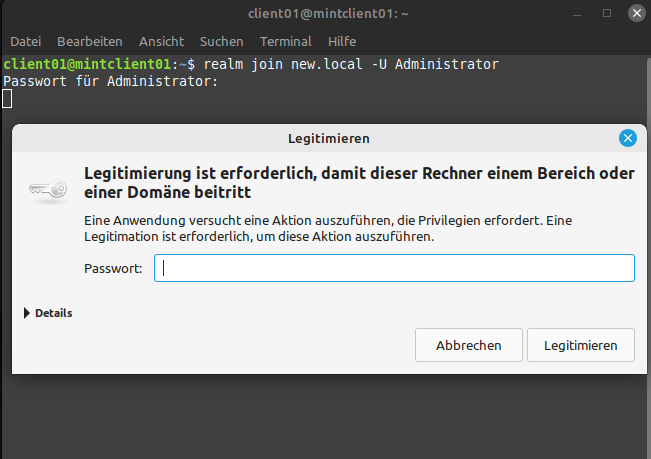 client01@mintclient01: ~
Datei Bearbeiten Ansicht Suchen Terminal Hilfe
client01@mintclient01:~$ realm join new.local -U Administrator
Passwort für Administrator:
Legitimieren
Legitimierung ist erforderlich, damit dieser Rechner einem Bereich oder
einer Domäne beitritt
Eine Anwendung versucht eine Aktion auszuführen, die Privilegien erfordert. Eine
Legitimation ist erforderlich, um diese Aktion auszuführen.
Passwort:
Details
Abbrechen Legitimieren